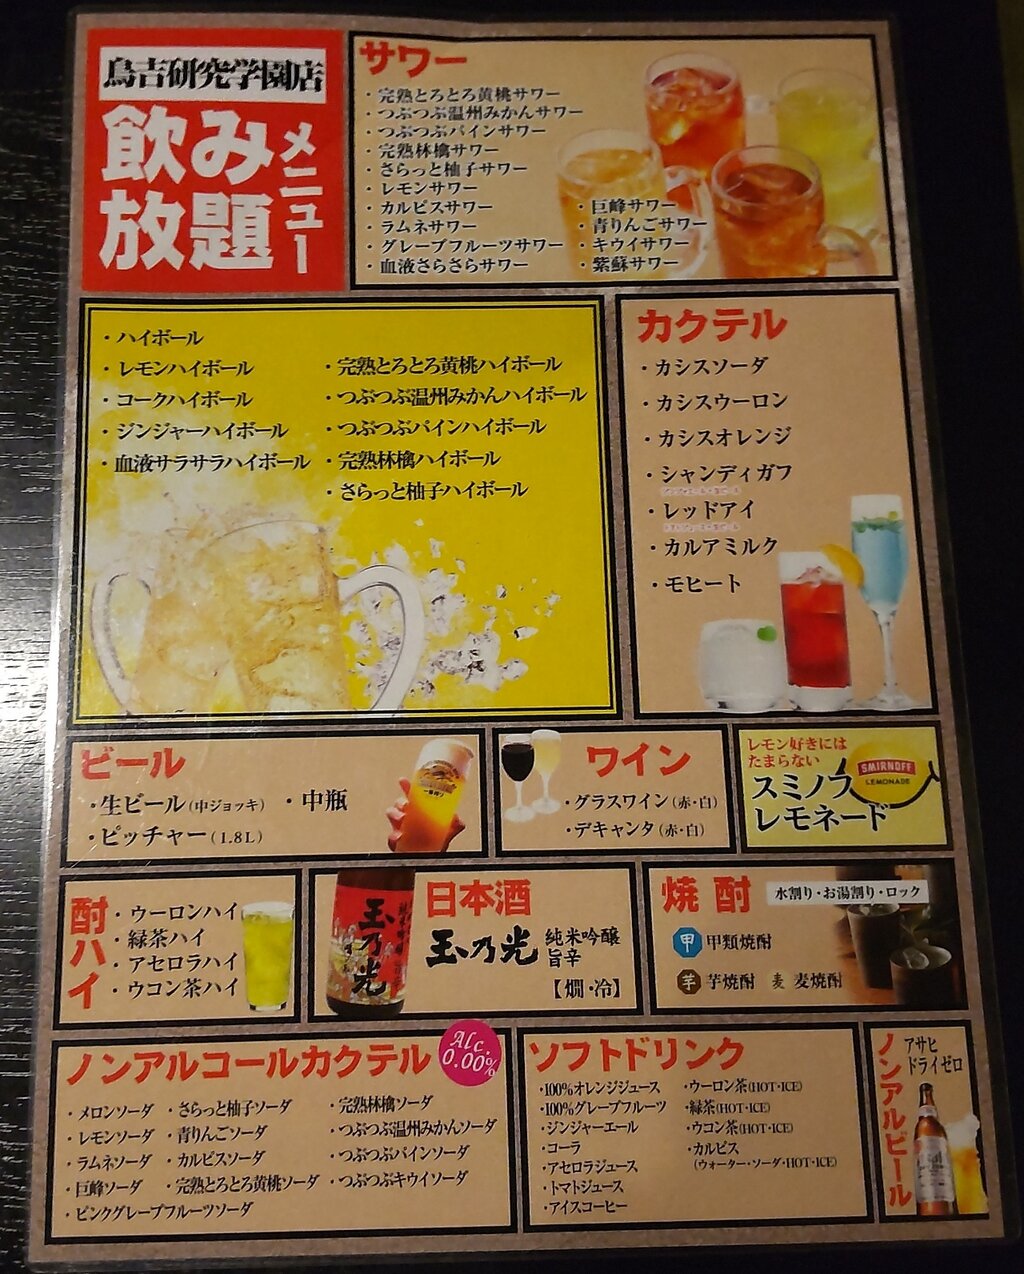 鳥吉研究学園店
飲み放題メニュー
サワー
・完熟とろとろ黄桃サワー
・つぶつぶ温州みかんサワー
・つぶつぶパインサワー
・完熟林檎サワー
・さらっと柚子サワー
・レモンサワー
・カルピスサワー
・ラムネサワー
・グレープフルーツサワー
・血液さらさらサワー
・巨峰サワー
・青りんごサワー
・キウイサワー
・紫蘇サワー
・ハイボール
・レモンハイボール
・コークハイボール
・ジンジャーハイボール
・血液サラサラハイボール
・完熟とろとろ黄桃ハイボール
・つぶつぶ温州みかんハイボール
・つぶつぶパインハイボール
・完熟林檎ハイボール
・さらっと柚子ハイボール
カクテル
・カシスソーダ
・カシスウーロン
・カシスオレンジ
・シャンディガフ
・レッドアイ
・カルアミルク
・モヒート
ビール
・生ビール(中ジョッキ) ・中瓶
・ピッチャー(1.8L)
ワイン
・グラスワイン(赤・白)
・デキャンタ(赤・白)
レモン好きには
たまらない
スミノフ
レモネード
SMIRNOFF
LEMONADE
酎ハイ
・ウーロンハイ
・緑茶ハイ
・アセロラハイ
・ウコン茶ハイ
玉乃光
日本酒
玉乃光 純米吟醸
旨辛
【燗・冷】
焼酎 水割り・お湯割り・ロック
甲 甲類焼酎
芋 芋焼酎 麦 麦焼酎
ノンアルコールカクテル
Alc.
0.00%
・メロンソーダ
・レモンソーダ
・ラムネソーダ
・巨峰ソーダ
・ピンクグレープフルーツソーダ
・さらっと柚子ソーダ
・青りんごソーダ
・カルピスソーダ
・完熟とろとろ黄桃ソーダ
・完熟林檎ソーダ
・つぶつぶ温州みかんソーダ
・つぶつぶパインソーダ
・つぶつぶキウイソーダ
ソフトドリンク
・100%オレンジジュース
・100%グレープフルーツ
・ジンジャーエール
・コーラ
・アセロラジュース
・トマトジュース
・アイスコーヒー
・ウーロン茶(HOT・ICE)
・緑茶(HOT・ICE)
・ウコン茶(HOT・ICE)
・カルピス
(ウォーター・ソーダ・HOT・ICE)
ノンアルビール
アサヒ
ドライゼロ